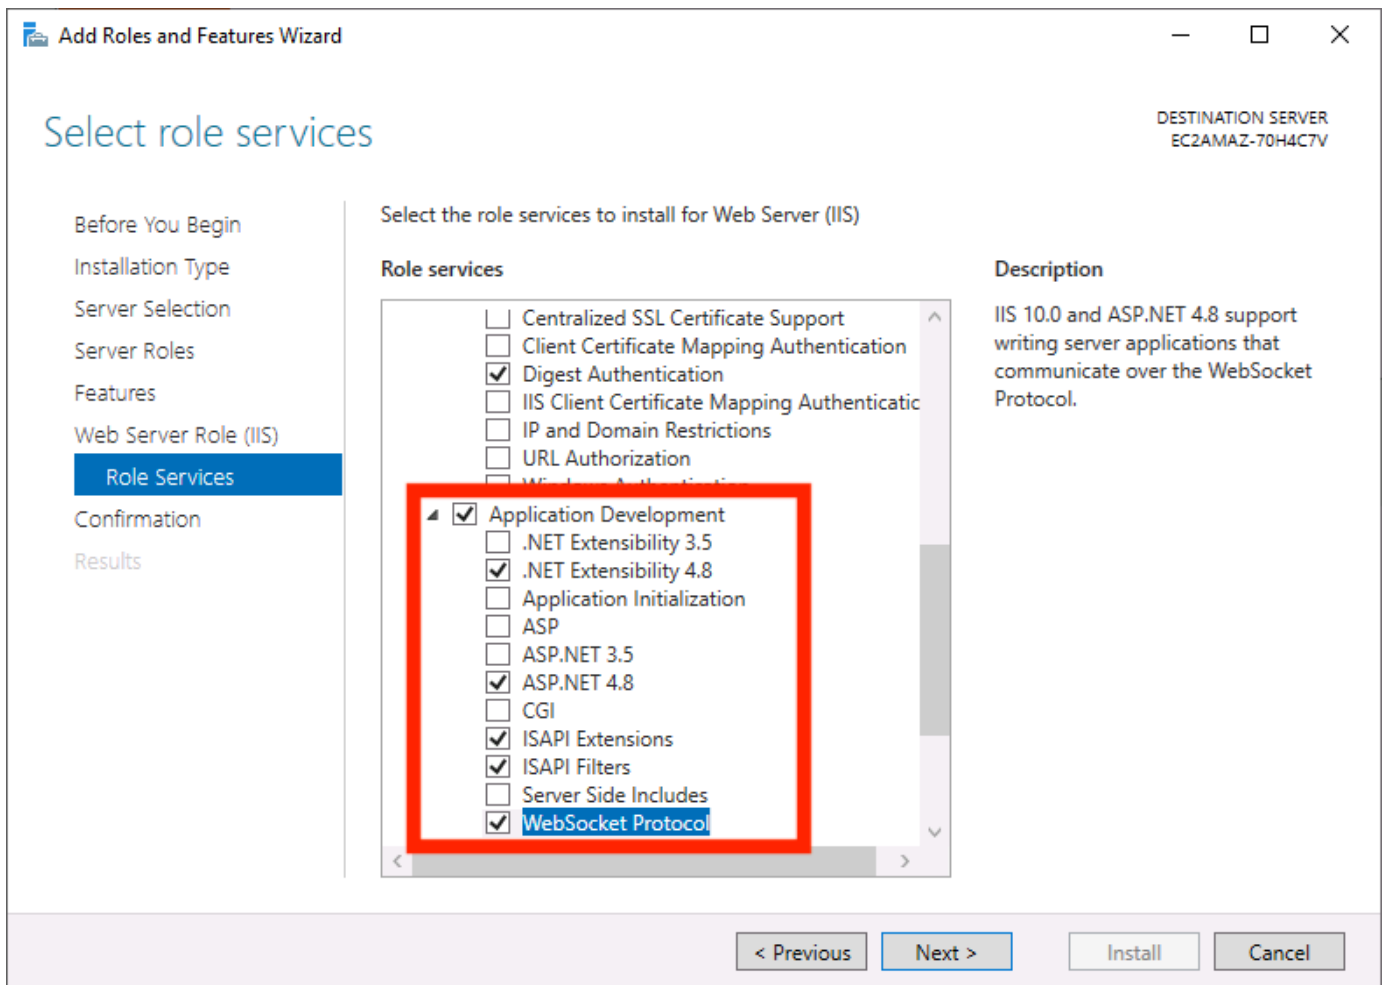 Add Roles and Features Wizard
Select role services
DESTINATION SERVER
EC2AMAZ-70H4C7V
Before You Begin
Installation Type
Server Selection
Server Roles
Features
Web Server Role (IIS)
Role Services
Confirmation
Results
Select the role services to install for Web Server (IIS)
Role services
Centralized SSL Certificate Support
Client Certificate Mapping Authentication
Digest Authentication
IIS Client Certificate Mapping Authenticatic
IP and Domain Restrictions
URL Authorization
Windows Authentication
Application Development
.NET Extensibility 3.5
.NET Extensibility 4.8
Application Initialization
ASP
ASP.NET 3.5
ASP.NET 4.8
CGI
ISAPI Extensions
ISAPI Filters
Server Side Includes
WebSocket Protocol
Description
IIS 10.0 and ASP.NET 4.8 support
writing server applications that
communicate over the WebSocket
Protocol.
< Previous
Next >
Install
Cancel